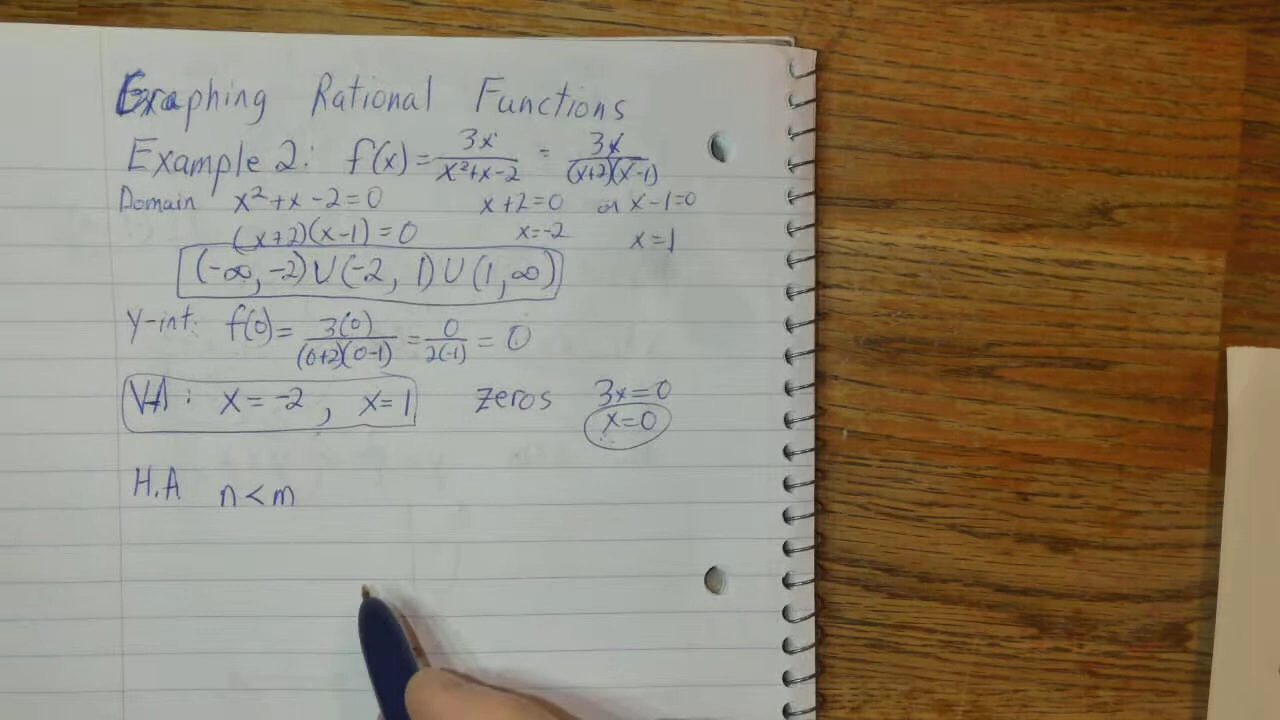 Graphing Rational Functions
Example 2: f(x) = 3x/(x²+x-2) = 3x/((x+2)(x-1))
Domain x²+x-2=0 x+2=0 or x-1=0
(x+2)(x-1)=0 x=-2 x=1
(-∞,-2)∪(-2, 1)∪(1,∞)
Y-int: f(0) = 3(0)/((0+2)(0-1)) = 0/(2(-1)) = 0
VA: x=-2, x=1 zeros 3x=0
x=0
H.A n<m